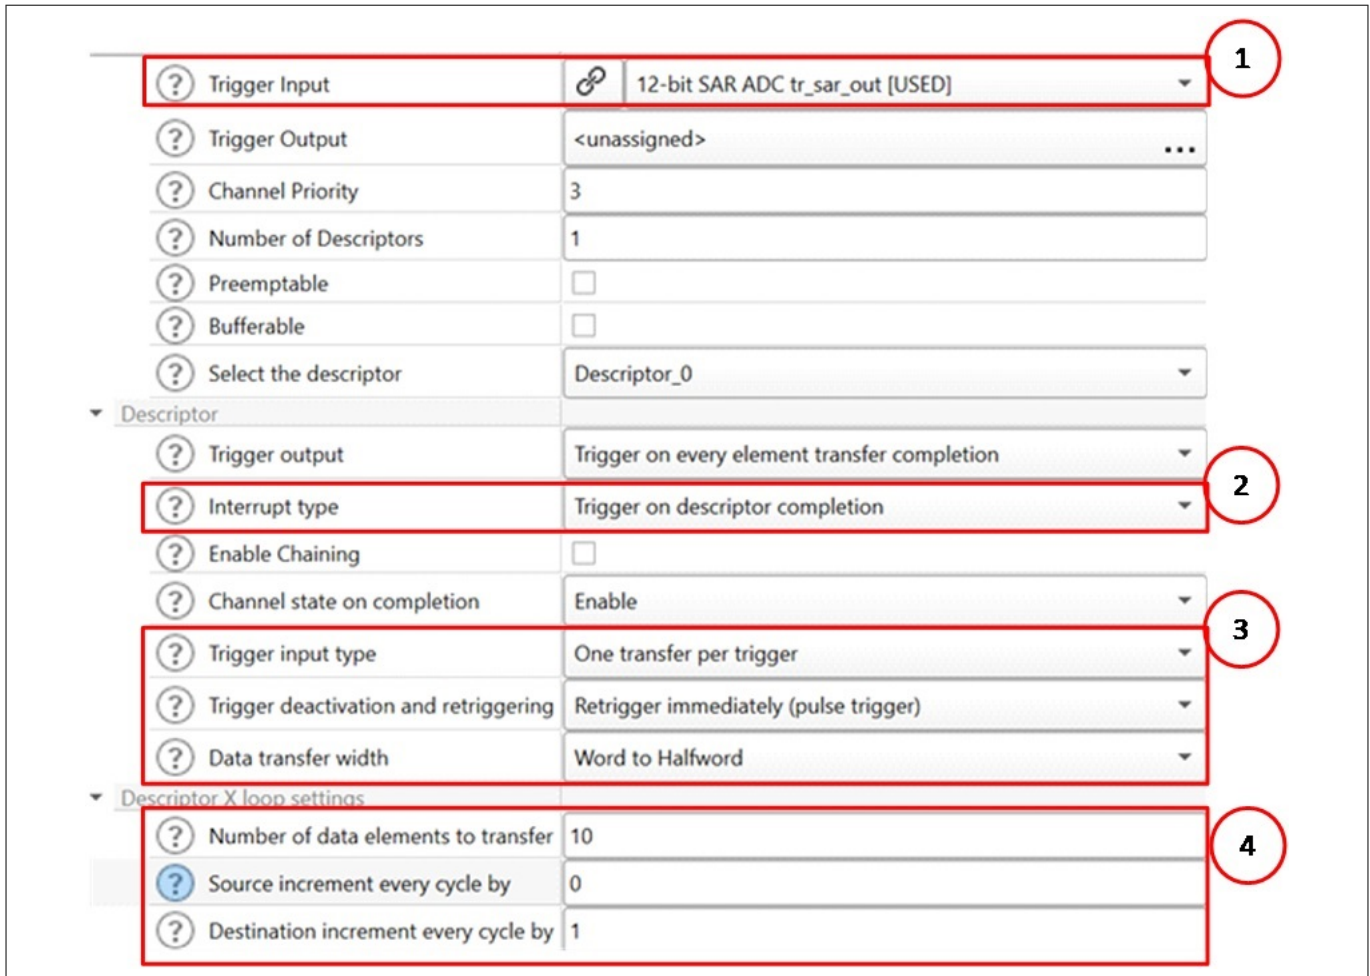 1
? Trigger Input 12-bit SAR ADC tr_sar_out [USED]
? Trigger Output <unassigned> ...
? Channel Priority 3
? Number of Descriptors 1
? Preemptable
? Bufferable
? Select the descriptor Descriptor_0
Descriptor
? Trigger output Trigger on every element transfer completion
2
? Interrupt type Trigger on descriptor completion
? Enable Chaining
? Channel state on completion Enable
3
? Trigger input type One transfer per trigger
? Trigger deactivation and retriggering Retrigger immediately (pulse trigger)
? Data transfer width Word to Halfword
Descriptor X loop settings
? Number of data elements to transfer 10
4
? Source increment every cycle by 0
? Destination increment every cycle by 1